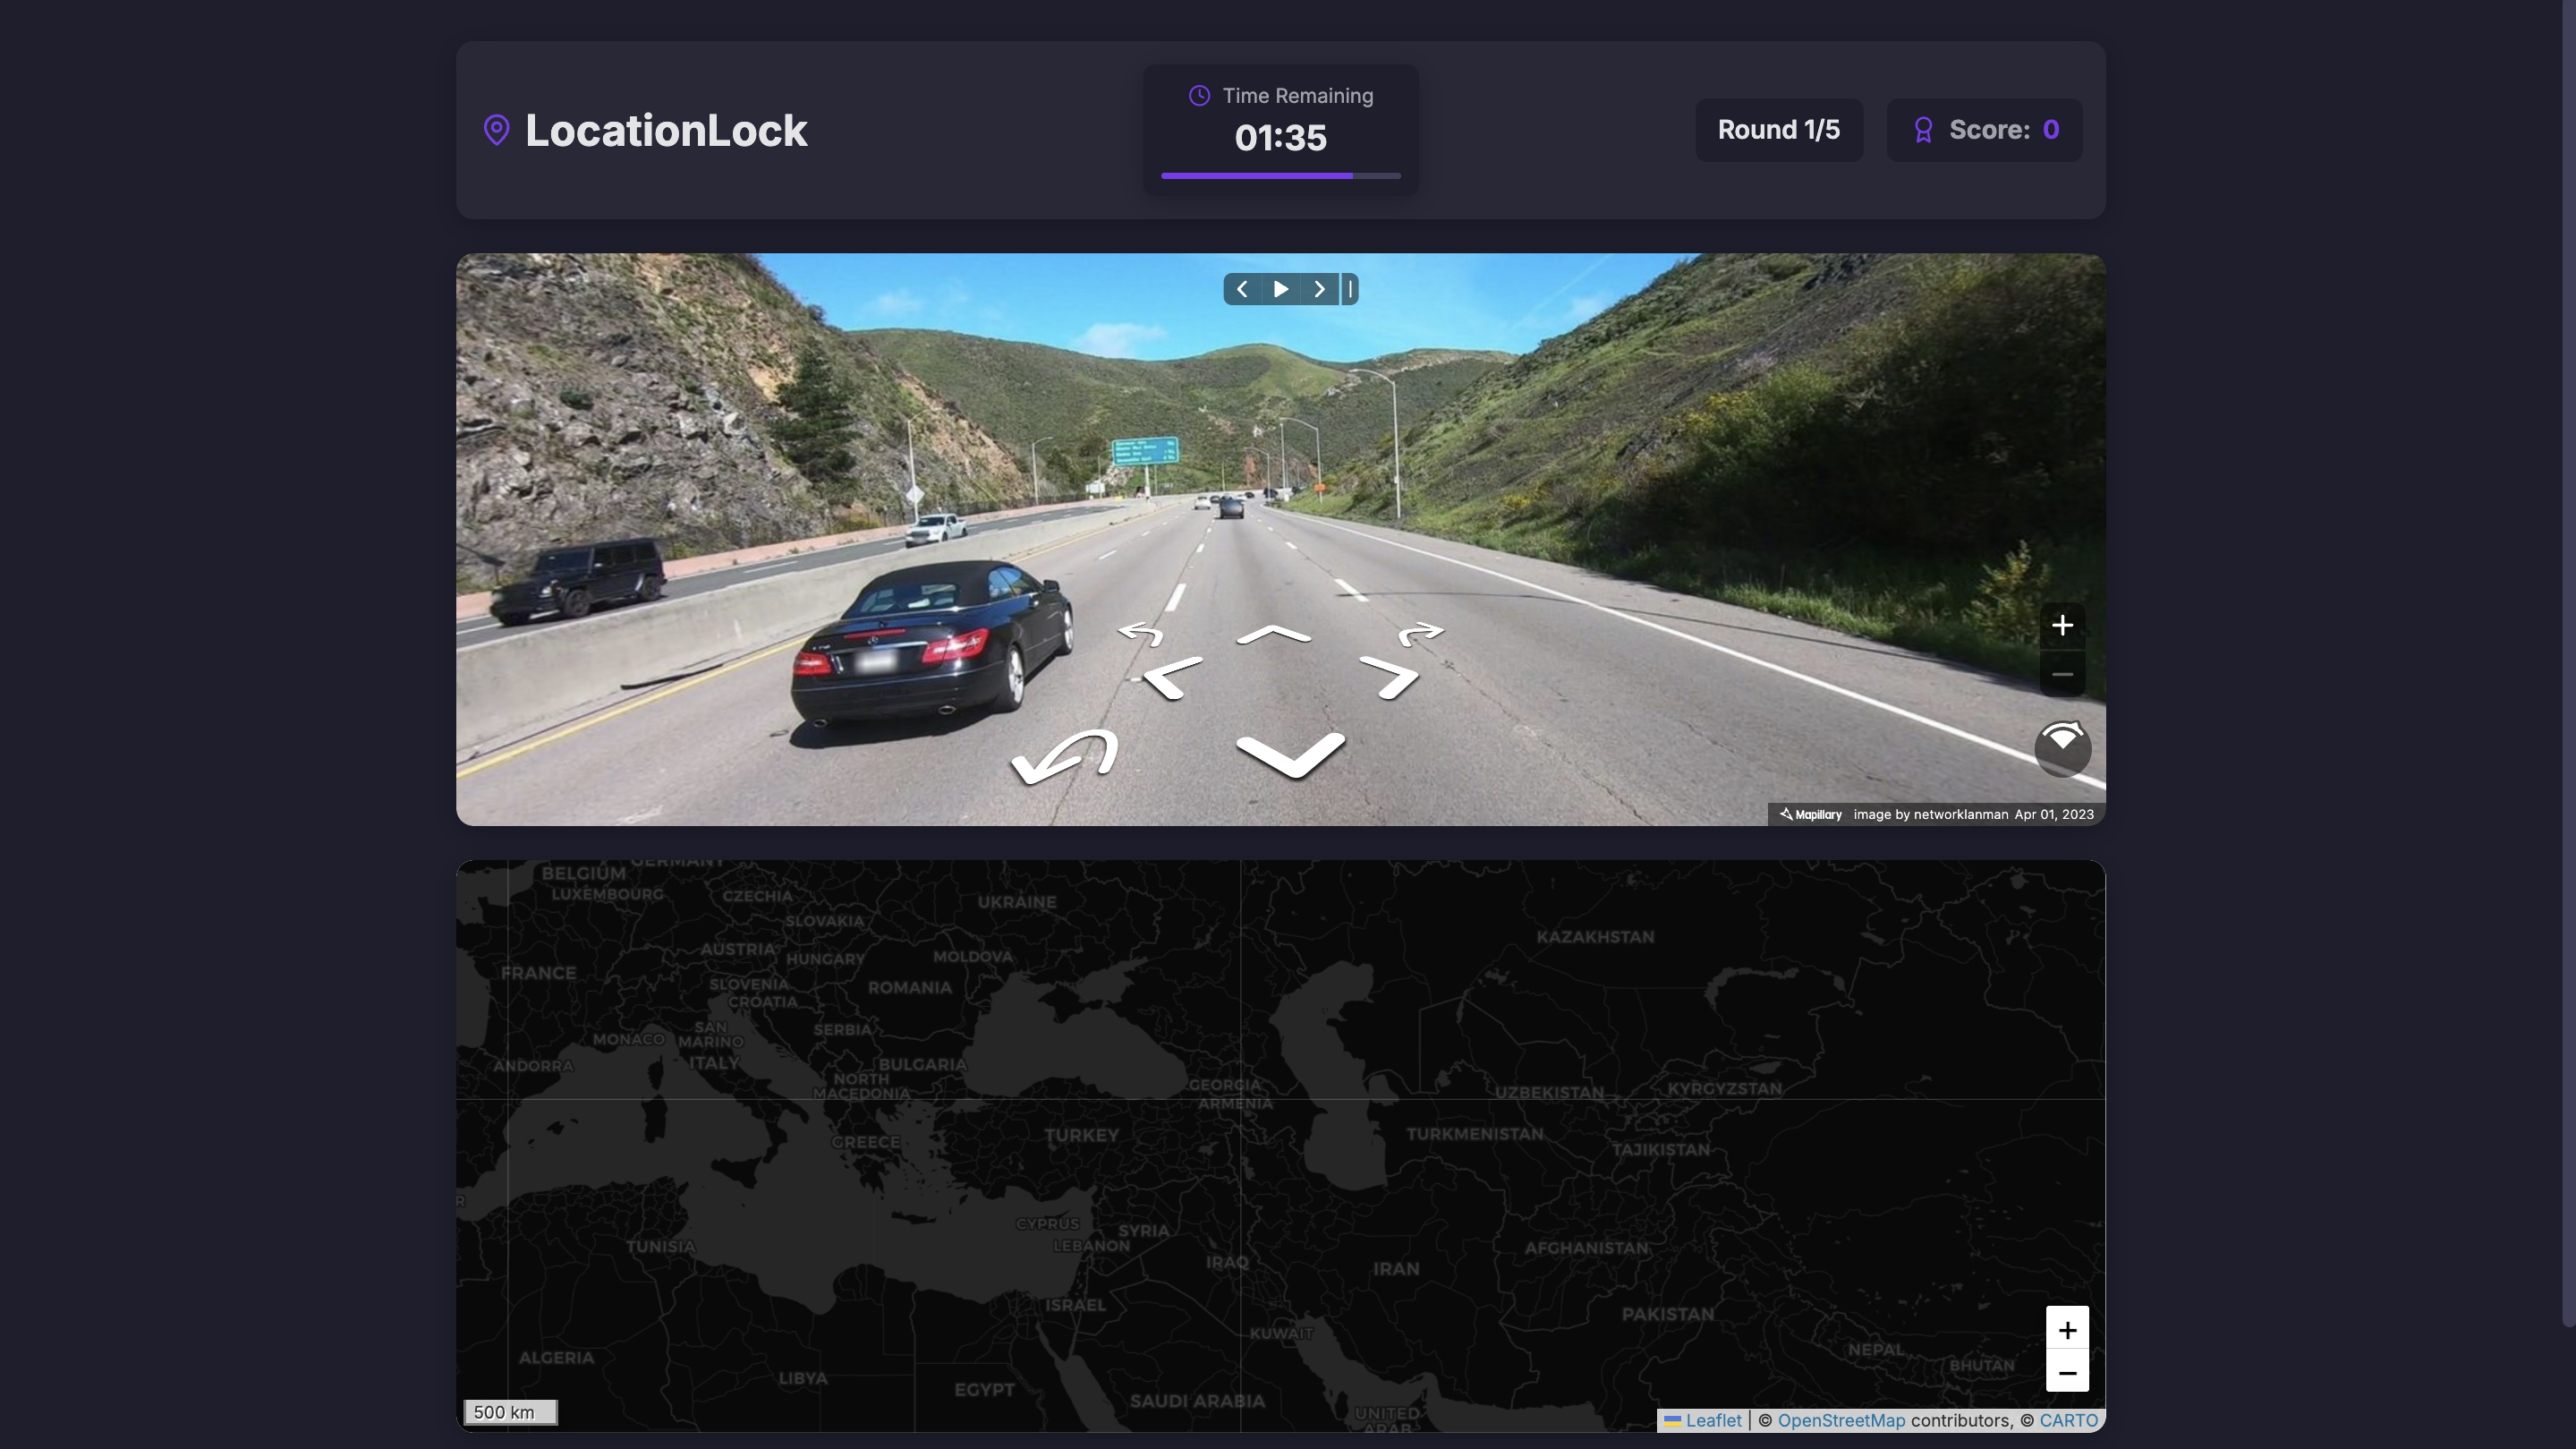 LocationLock
Time Remaining
01:35
Round 1/5
Score: 0
Mapillary image by networklanman Apr 01, 2023
GERMANY
BELGIUM
LUXEMBOURG
CZECHIA
UKRAINE
SLOVAKIA
KAZAKHSTAN
AUSTRIA
HUNGARY
MOLDOVA
FRANCE
SLOVENIA
ROMANIA
CROATIA
SAN
MARINO
SERBIA
MONACO
ITALY
ANDORRA
BULGARIA
NORTH
MACEDONIA
GEORGIA
ARMENIA
UZBEKISTAN
KYRGYZSTAN
GREECE
TURKEY
TURKMENISTAN
TAJIKISTAN
CYPRUS
SYRIA
TUNISIA
LEBANON
IRAQ
IRAN
AFGHANISTAN
ISRAEL
PAKISTAN
KUWAIT
NEPAL
ALGERIA
BHUTAN
LIBYA
EGYPT
SAUDI ARABIA
UNITED
ARAB
+
−
500 km
Leaflet | © OpenStreetMap contributors, © CARTO